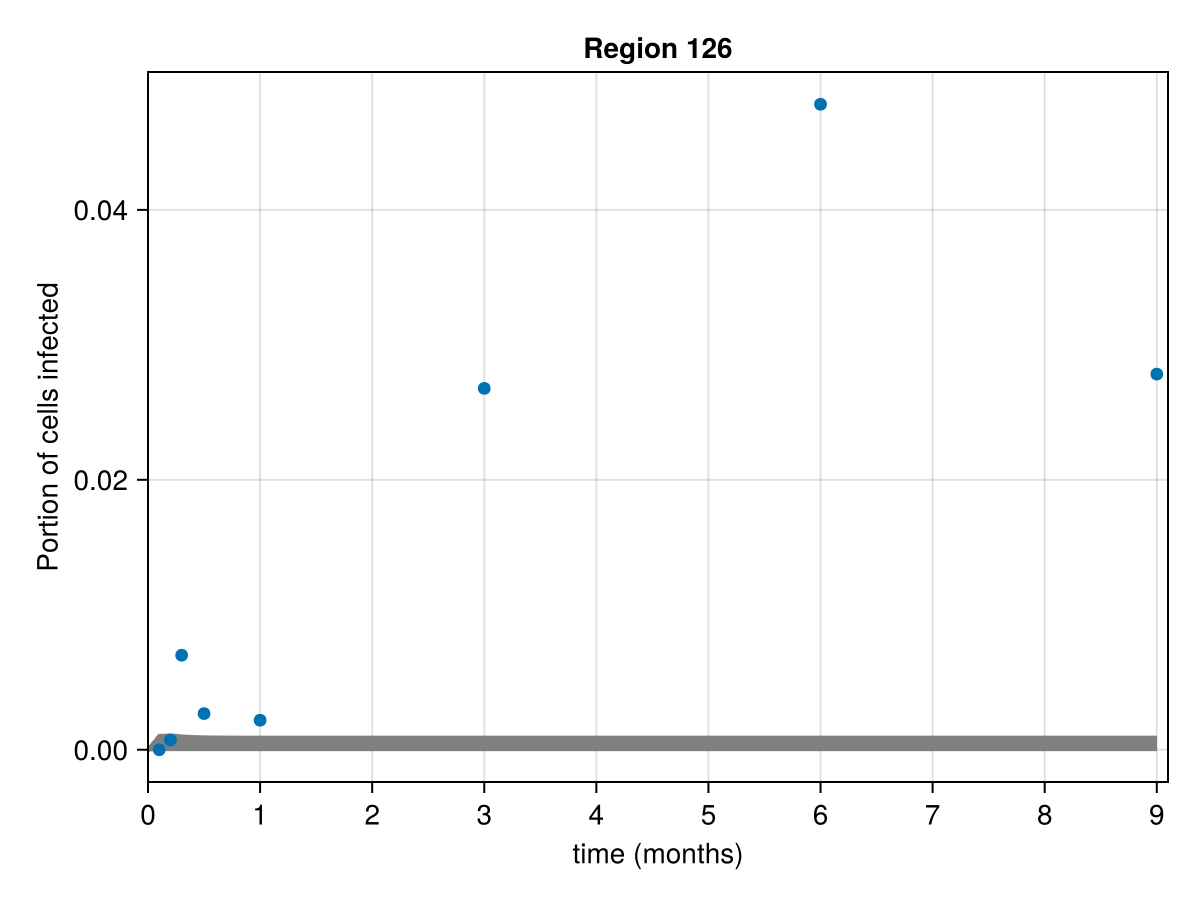 Region 126
Portion of cells infected
0.04
0.02
0.00
0 1 2 3 4 5 6 7 8 9
time (months)